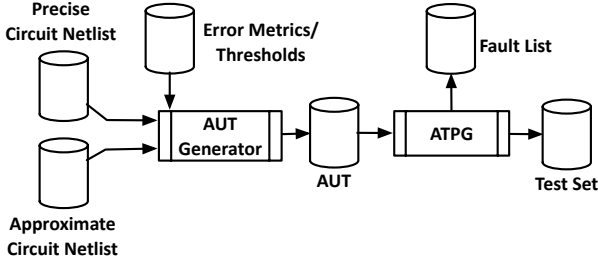 Precise
Circuit Netlist
Error Metrics/
Thresholds
Fault List
AUT
Generator
ATPG
AUT
Test Set
Approximate
Circuit Netlist